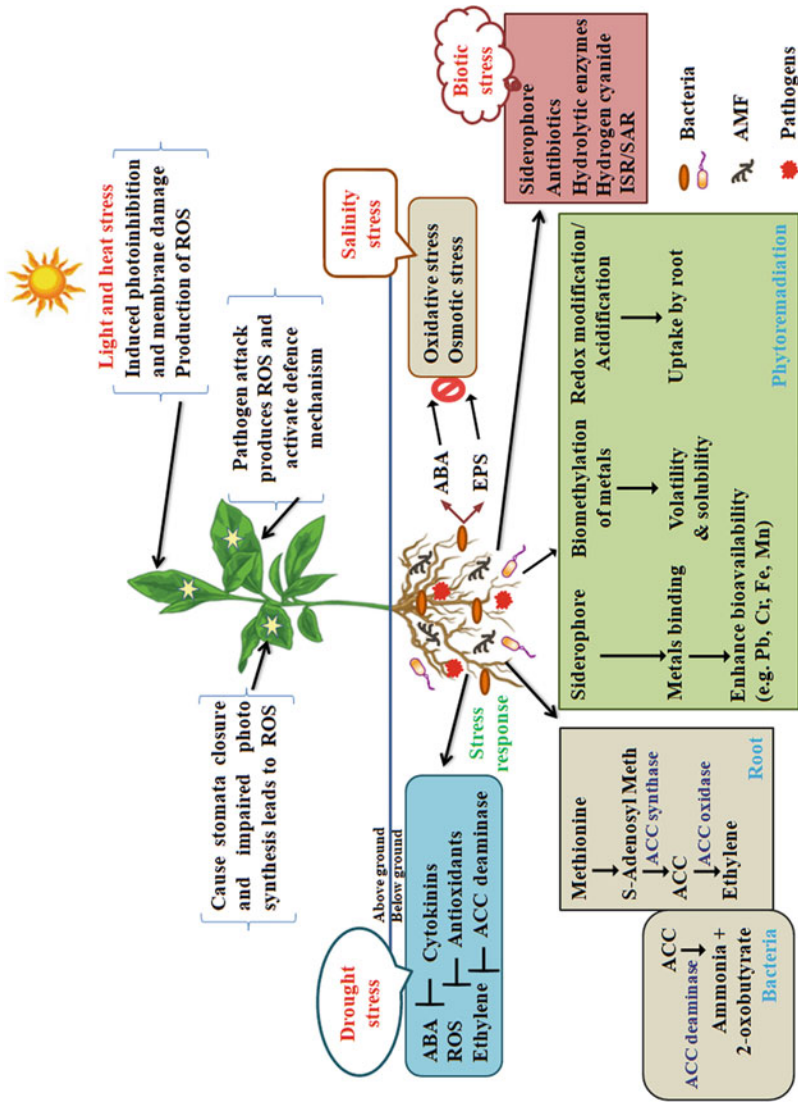 Light and heat stress
Induced photoinhibition
and membrane damage
Production of ROS
Cause stomata closure
and impaired photo
synthesis leads to ROS
Pathogen attack
produces ROS and
activate defence
mechanism
Above ground
Below ground
Drought
stress
ABA Cytokinins
ROS Antioxidants
Ethylene ACC deaminase
Stress
response
ABA
EPS
Salinity
stress
Oxidative stress
Osmotic stress
Biotic
stress
Siderophore
Antibiotics
Hydrolytic enzymes
Hydrogen cyanide
ISR/SAR
ACC
ACC deaminase
Ammonia +
2-oxobutyrate
Bacteria
Methionine
S-Adenosyl Meth
ACC synthase
ACC
ACC oxidase
Ethylene
Root
Siderophore
Metals binding
Enhance bioavailability
(e.g. Pb, Cr, Fe, Mn)
Biomethylation
of metals
Volatility
& solubility
Redox modification/
Acidification
Uptake by root
Phytoremadiation
Bacteria
AMF
Pathogens